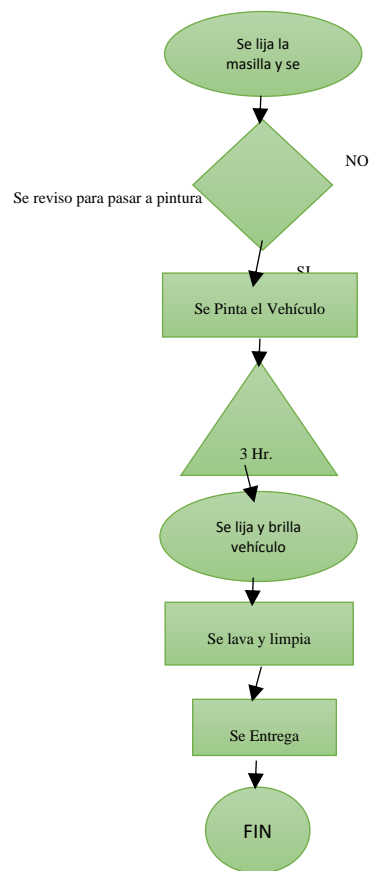 Se lija la
masilla y se
NO
Se reviso para pasar a pintura
SI
Se Pinta el Vehículo
3 Hr.
Se lija y brilla
vehículo
Se lava y limpia
Se Entrega
FIN